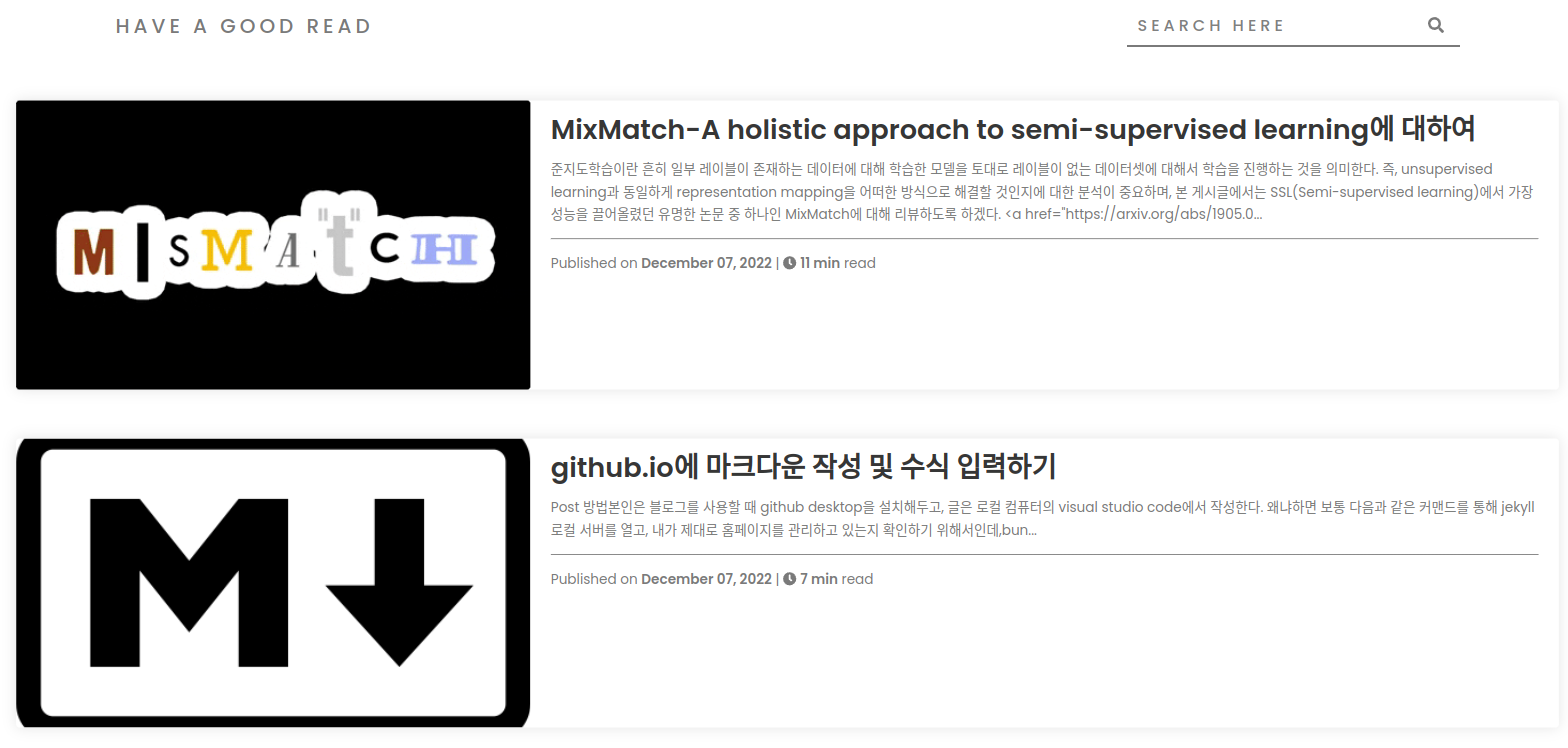 HAVE A GOOD READ
SEARCH HERE
MISMA"t"CH
MixMatch-A holistic approach to semi-supervised learning에 대하여
준지도학습이란 흔히 일부 레이블이 존재하는 데이터에 대해 학습한 모델을 토대로 레이블이 없는 데이터셋에 대해서 학습을 진행하는 것을 의미한다. 즉, unsupervised
learning과 동일하게 representation mapping을 어떠한 방식으로 해결할 것인지에 대한 분석이 중요하며, 본 게시글에서는 SSL(Semi-supervised learning)에서 가장
성능을 끌어올렸던 유명한 논문 중 하나인 MixMatch에 대해 리뷰하도록 하겠다. <a href="https://arxiv.org/abs/1905.0...
Published on December 07, 2022 | 11 min read
M
github.io에 마크다운 작성 및 수식 입력하기
Post 방법본인은 블로그를 사용할 때 github desktop을 설치해두고, 글은 로컬 컴퓨터의 visual studio code에서 작성한다. 왜냐하면 보통 다음과 같은 커맨드를 통해 jekyll
로컬 서버를 열고, 내가 제대로 홈페이지를 관리하고 있는지 확인하기 위해서인데,bun...
Published on December 07, 2022 | 7 min read